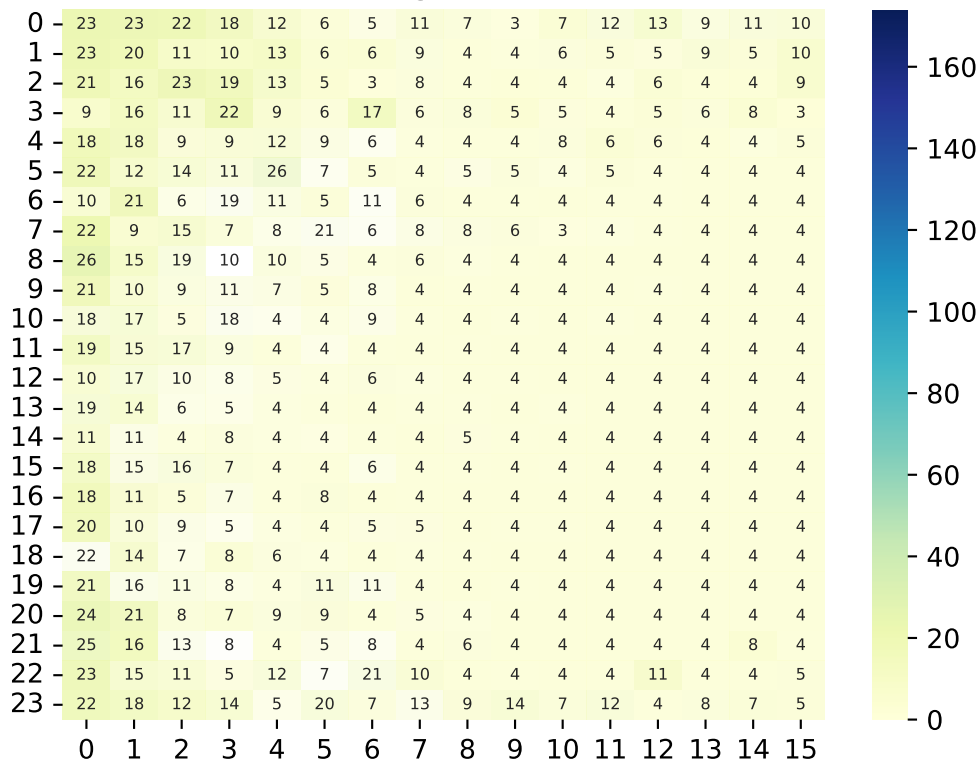 0 23 23 22 18 12 6 5 11 7 3 7 12 13 9 11 10
1 23 20 11 10 13 6 6 9 4 4 6 5 5 9 5 10
2 21 16 23 19 13 5 3 8 4 4 4 4 6 4 4 9
3 9 16 11 22 9 6 17 6 8 5 5 4 5 6 8 3
4 18 18 9 9 12 9 6 4 4 4 8 6 6 4 4 5
5 22 12 14 11 26 7 5 4 5 5 4 5 4 4 4 4
6 10 21 6 19 11 5 11 6 4 4 4 4 4 4 4 4
7 22 9 15 7 8 21 6 8 8 6 3 4 4 4 4 4
8 26 15 19 10 10 5 4 6 4 4 4 4 4 4 4 4
9 21 10 9 11 7 5 8 4 4 4 4 4 4 4 4 4
10 18 17 5 18 4 4 9 4 4 4 4 4 4 4 4 4
11 19 15 17 9 4 4 4 4 4 4 4 4 4 4 4 4
12 10 17 10 8 5 4 6 4 4 4 4 4 4 4 4 4
13 19 14 6 5 4 4 4 4 4 4 4 4 4 4 4 4
14 11 11 4 8 4 4 4 4 5 4 4 4 4 4 4 4
15 18 15 16 7 4 4 6 4 4 4 4 4 4 4 4 4
16 18 11 5 7 4 8 4 4 4 4 4 4 4 4 4 4
17 20 10 9 5 4 4 5 5 4 4 4 4 4 4 4 4
18 22 14 7 8 6 4 4 4 4 4 4 4 4 4 4 4
19 21 16 11 8 4 11 11 4 4 4 4 4 4 4 4 4
20 24 21 8 7 9 9 4 5 4 4 4 4 4 4 4 4
21 25 16 13 8 4 5 8 4 6 4 4 4 4 4 8 4
22 23 15 11 5 12 7 21 10 4 4 4 4 11 4 4 5
23 22 18 12 14 5 20 7 13 9 14 7 12 4 8 7 5
0 1 2 3 4 5 6 7 8 9 10 11 12 13 14 15
160
140
120
100
80
60
40
20
0